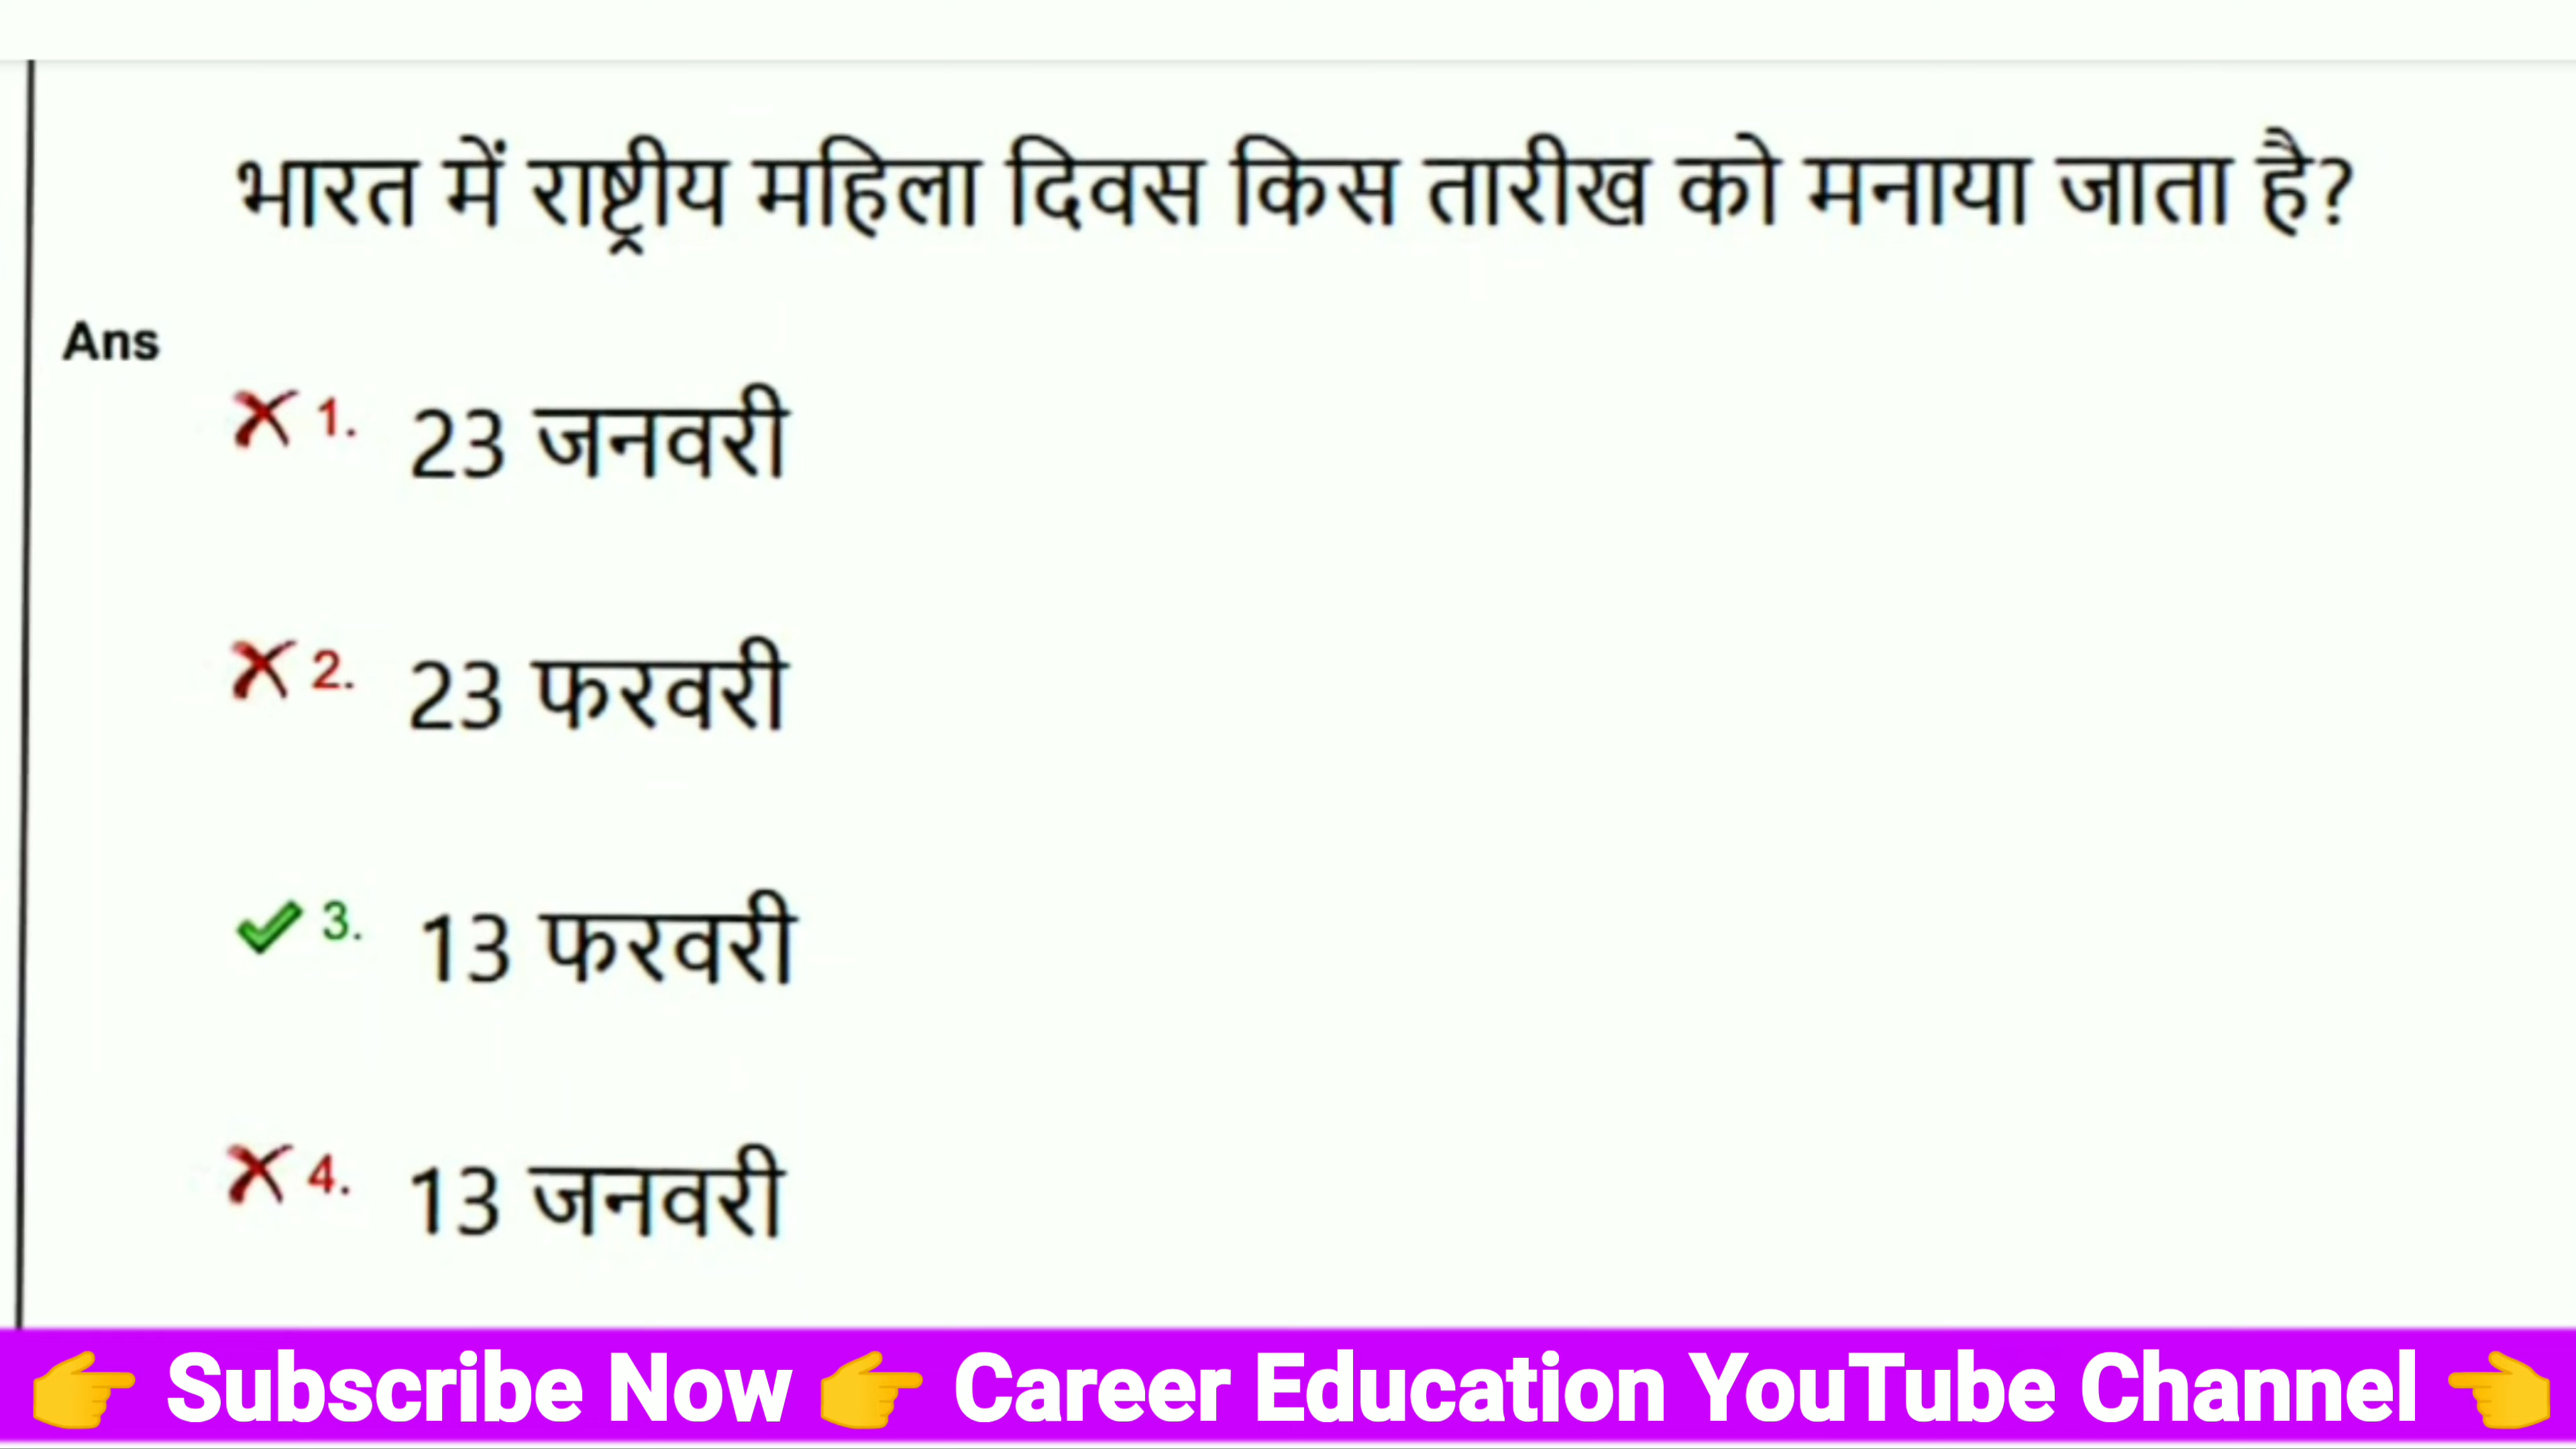 भारत में राष्ट्रीय महिला दिवस किस तारीख को मनाया जाता है?
Ans
1. 23 जनवरी
2. 23 फरवरी
3. 13 फरवरी
4. 13 जनवरी
👉 Subscribe Now 👉 Career Education YouTube Channel 👈